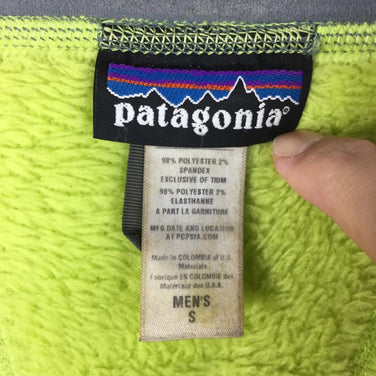 patagonia®
98% POLYESTER 2%
SPANDEX
EXCLUSIVE OF TRIM
98% POLYESTER 2%
ELASTHANNE
A PART LA GARNITURE
MFG DATE AND LOCATION
AT PCPSIA.COM
Made in COLOMBIA of U.S.
Materials
Fabriqué en COLOMBIE des
Matériaux des U.S.A.
MEN'S
S